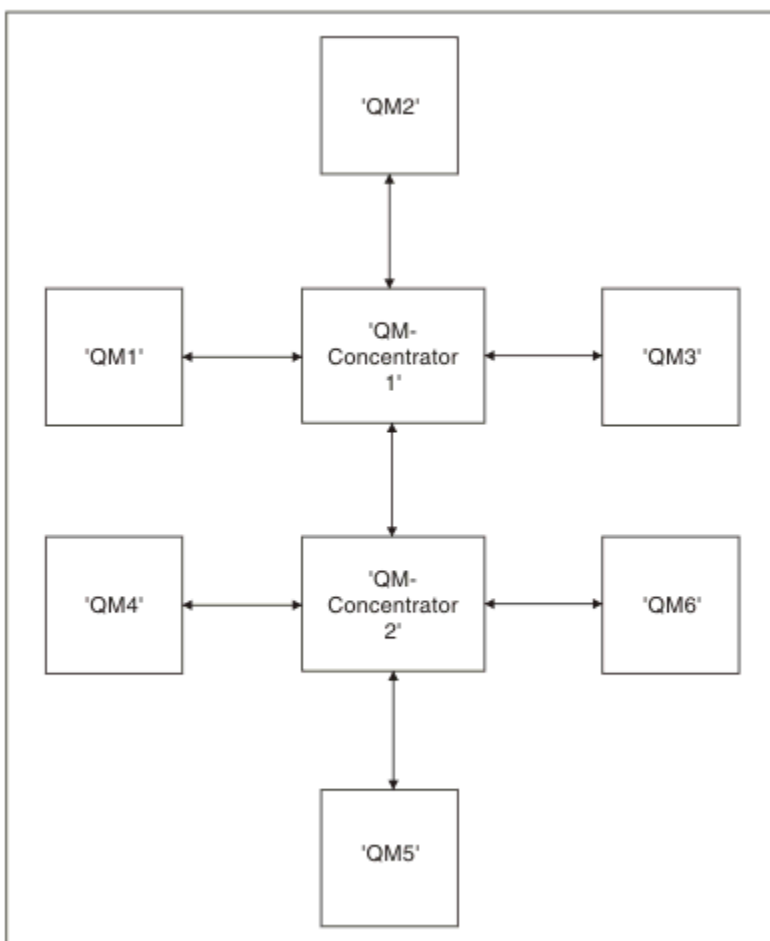 'QM2'
'QM1'
'QM-
Concentrator
1'
'QM3'
'QM4'
'QM-
Concentrator
2'
'QM6'
'QM5'